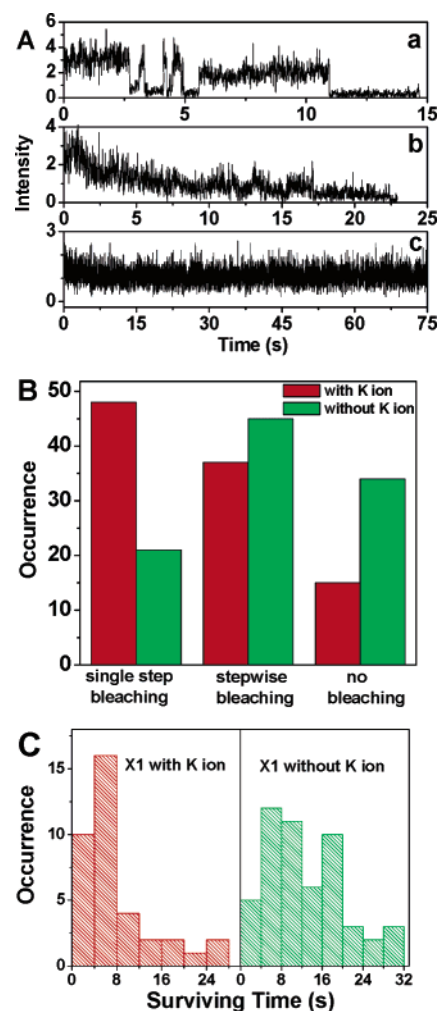 A
a
6
4
2
0
0
5
10
15
b
4
2
0
0
5
10
15
20
25
Intensity
c
3
0
0
15
30
45
60
75
Time (s)
B
with K ion
without K ion
50
40
30
20
10
0
Occurrence
single step bleaching
stepwise bleaching
no bleaching
C
X1 with K ion
X1 without K ion
15
10
5
0
Occurrence
0
8
16
24
0
8
16
24
32
Surviving Time (s)